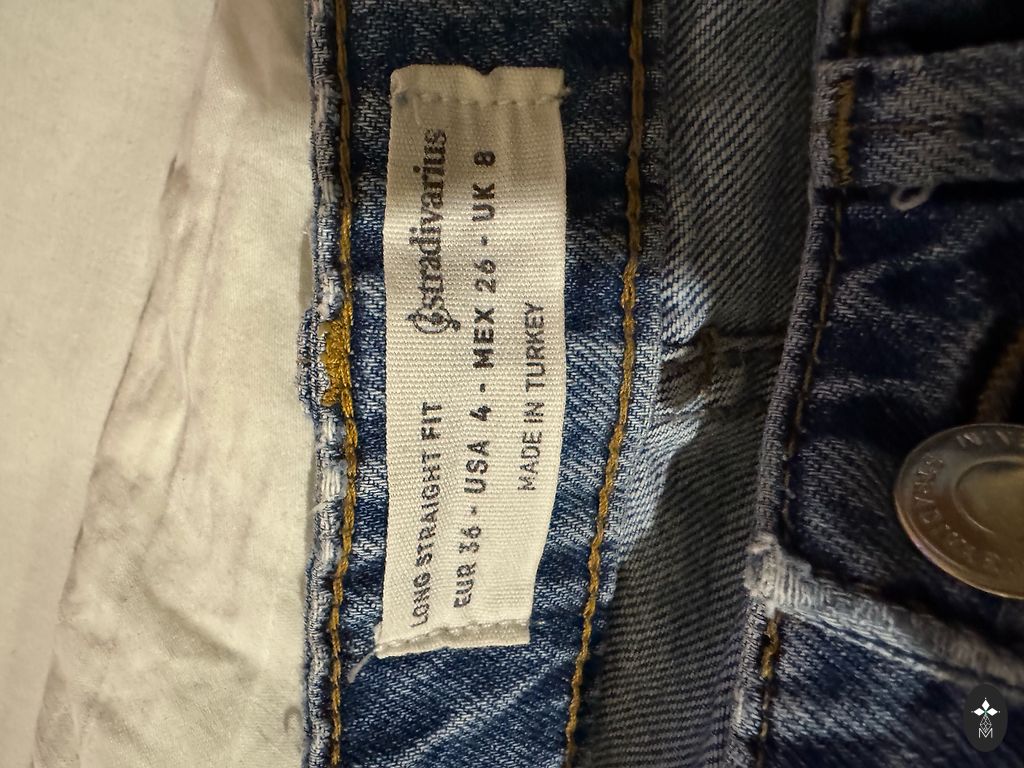 LONG STRAIGHT FIT stradivarius
EUR 36 - USA 4 - MEX 26 - UK 8
MADE IN TURKEY